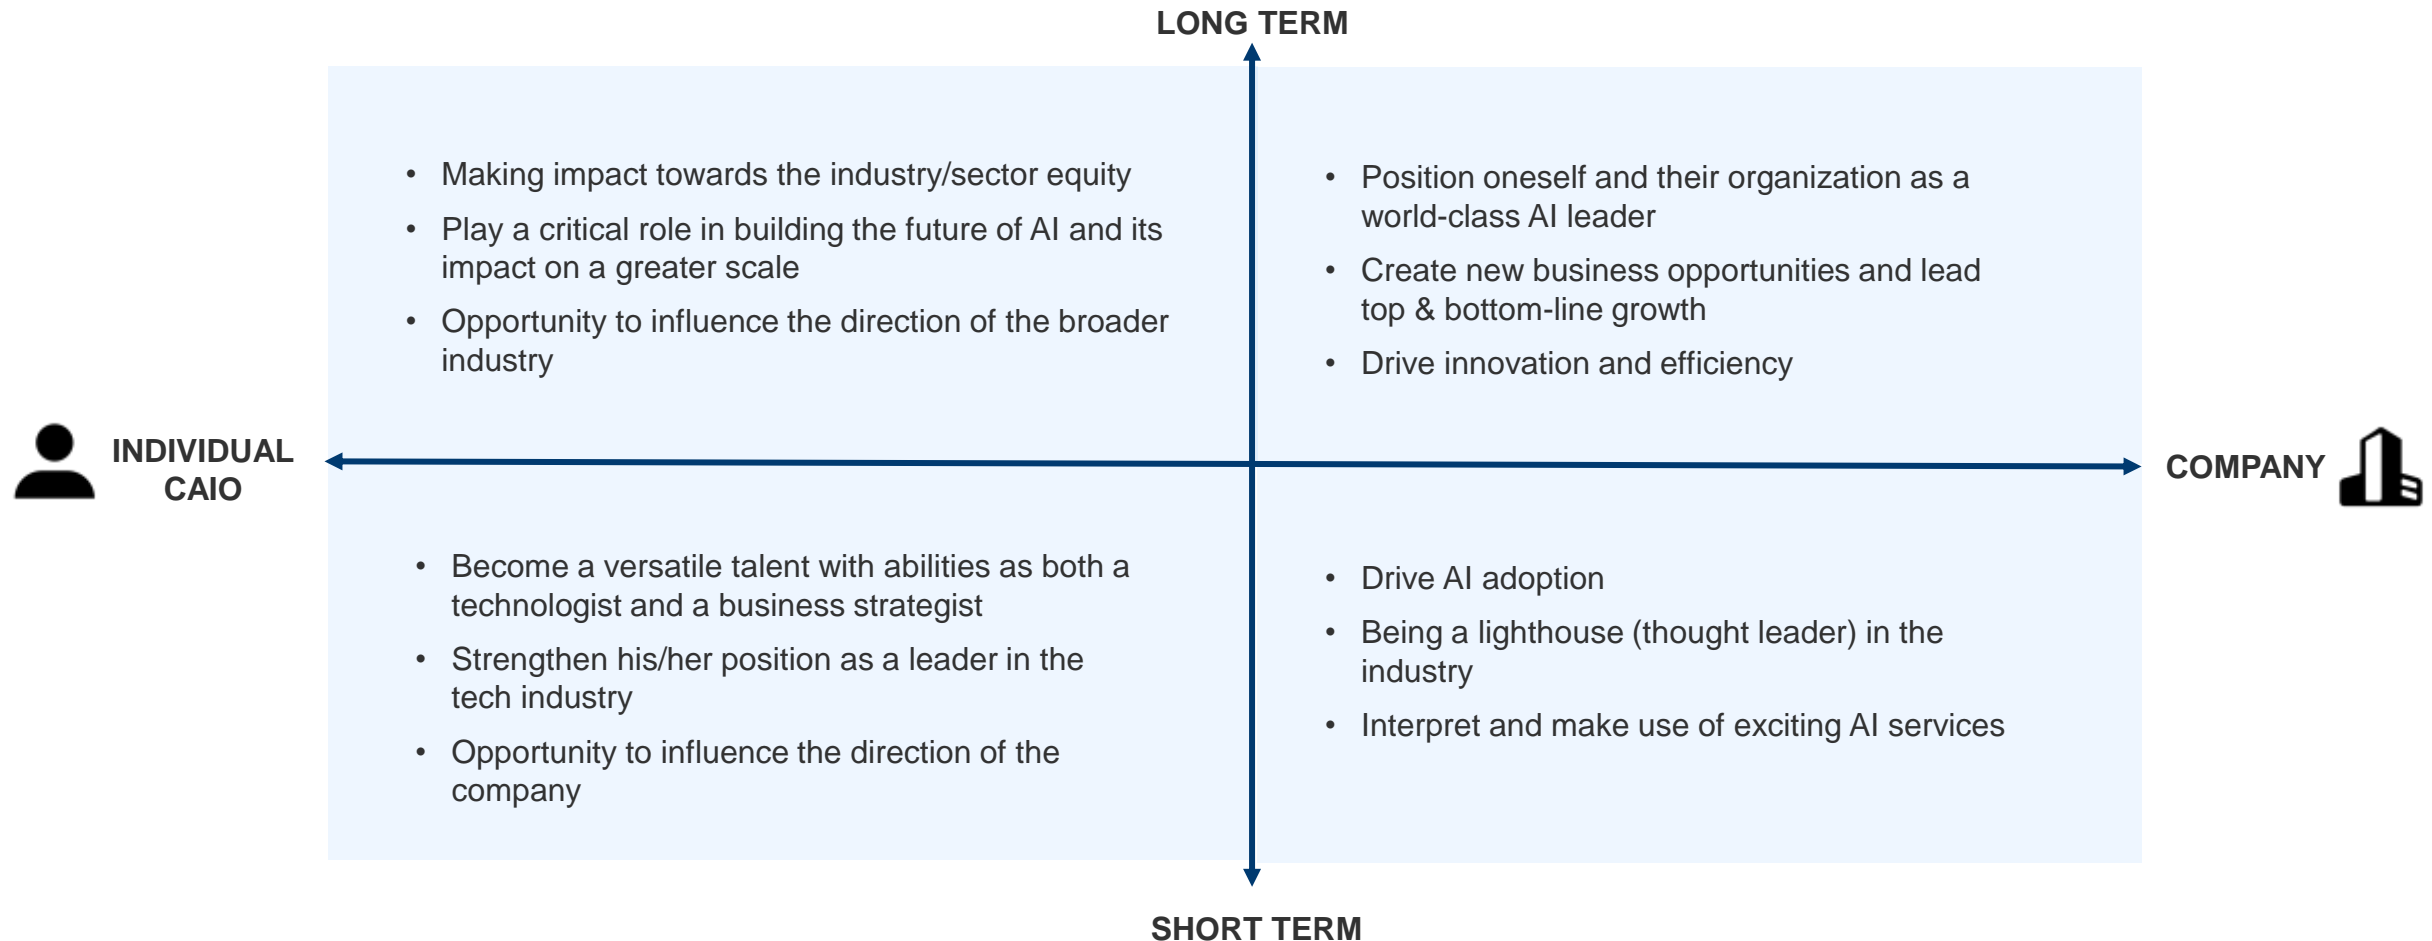 LONG TERM
• Making impact towards the industry/sector equity
• Play a critical role in building the future of AI and its
impact on a greater scale
• Opportunity to influence the direction of the broader
industry
• Position oneself and their organization as a
world-class AI leader
• Create new business opportunities and lead
top & bottom-line growth
• Drive innovation and efficiency
INDIVIDUAL
CAIO
COMPANY
• Become a versatile talent with abilities as both a
technologist and a business strategist
• Strengthen his/her position as a leader in the
tech industry
• Opportunity to influence the direction of the
company
• Drive AI adoption
• Being a lighthouse (thought leader) in the
industry
• Interpret and make use of exciting AI services
SHORT TERM